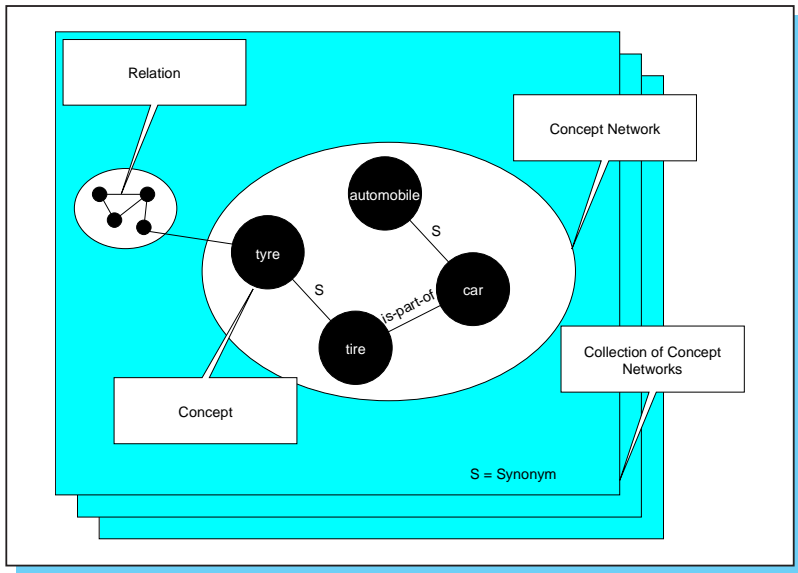 Relation
Concept Network
automobile
S
tyre
car
S
is-part-of
tire
Collection of Concept
Networks
Concept
S = Synonym